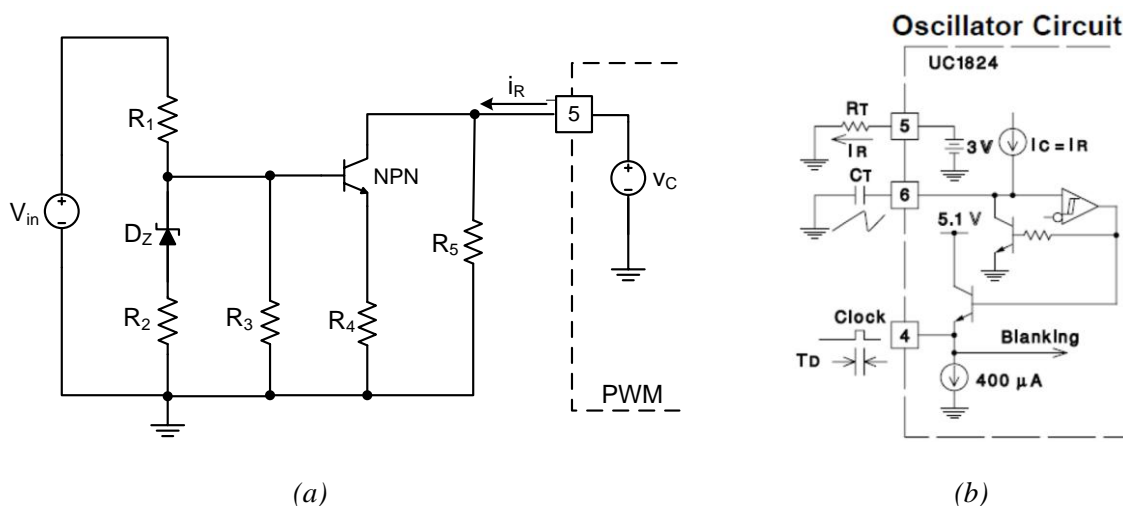 Oscillator Circuit
UC1824
RT
5
IR
3 V
IC = IR
CT
6
5.1 V
Clock
4
Blanking
TD
400 μA
(b)
Vin
R1
DZ
R2
R3
NPN
R4
R5
iR
5
vC
PWM
(a)